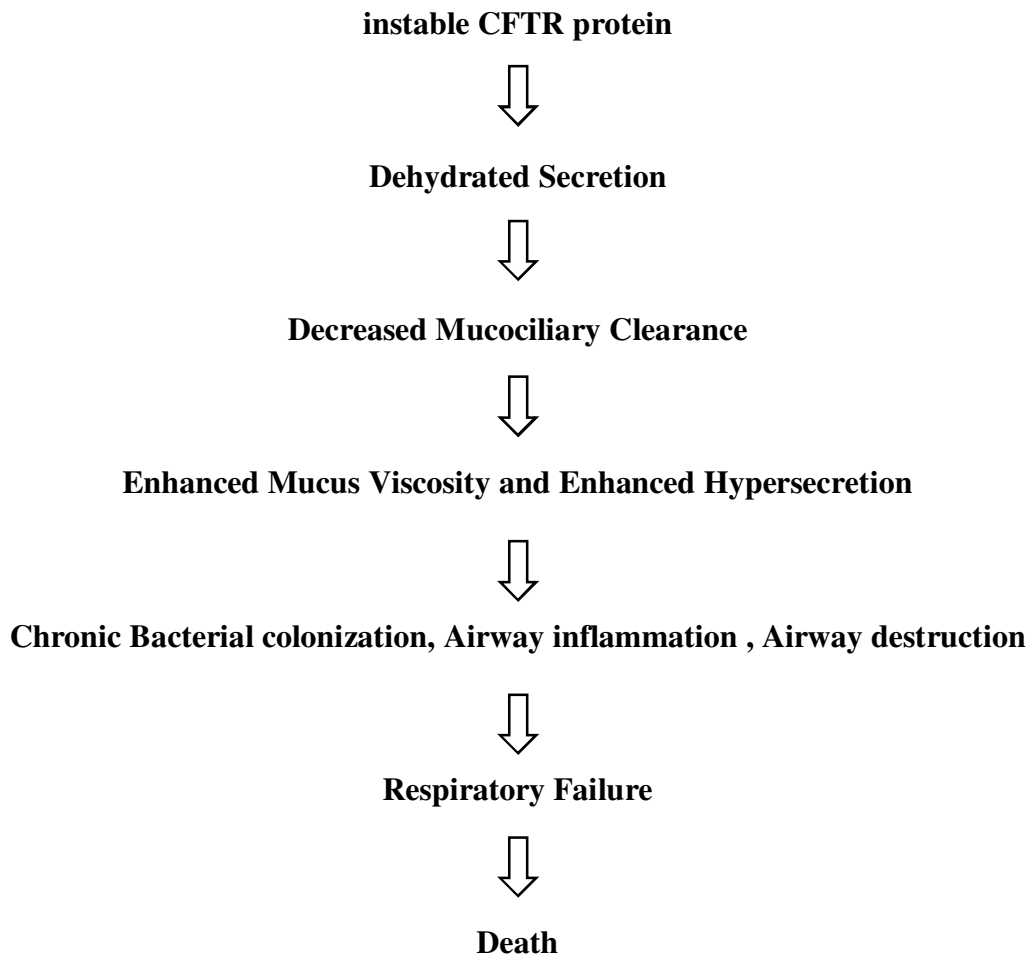 instable CFTR protein
Dehydrated Secretion
Decreased Mucociliary Clearance
Enhanced Mucus Viscosity and Enhanced Hypersecretion
Chronic Bacterial colonization, Airway inflammation , Airway destruction
Respiratory Failure
Death